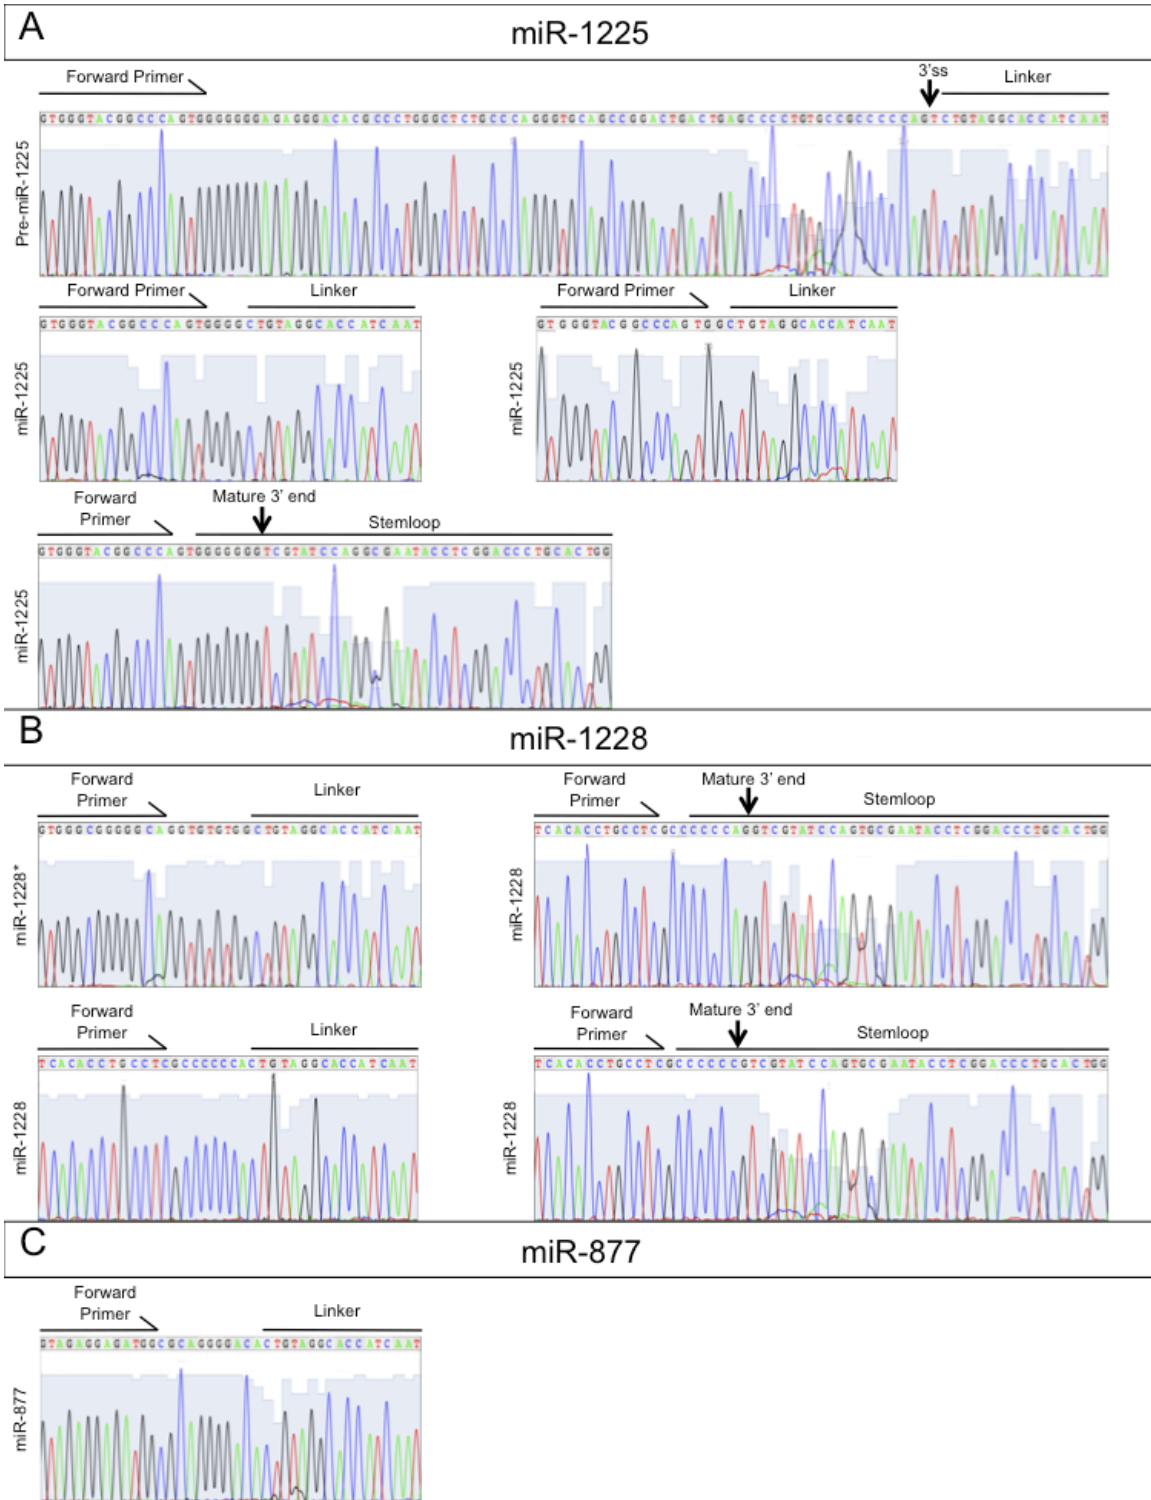 A
miR-1225
Forward Primer
3'ss
Linker
GTGGGTACGGCCCAGTGGGGGGGAGAGGGACACGCCCTGGGCTCTGCCCAGGGTGCAGCCGGACTGACTGAGCCCCTGTGCCGCCCCCAGTCTGTAGGCACCATCAAT
Pre-miR-1225
Forward Primer
Linker
Forward Primer
Linker
GTGGGTACGGCCCAGTGGGGCTGTAGGCACCATCAAT
GTGGGTACGGCCCAGTGGCTGTAGGCACCATCAAT
miR-1225
miR-1225
Forward
Primer
Mature 3' end
Stemloop
GTGGGTACGGCCCAGTGGGGGGGTCGTATCCAGGCGAATACCTCGGACCCTGCACTGG
miR-1225
B
miR-1228
Forward
Primer
Linker
Forward
Primer
Mature 3' end
Stemloop
GTGGGCGGGGGCAGGTGTGTGGCTGTAGGCACCATCAAT
TCACACCTGCCTCGCCCCCCAGGTCGTATCCAGTGCGAATACCTCGGACCCTGCACTGG
miR-1228*
miR-1228
Forward
Primer
Linker
Forward
Primer
Mature 3' end
Stemloop
TCACACCTGCCTCGCCCCCCACTGTAGGCACCATCAAT
TCACACCTGCCTCGCCCCCCGTCGTATCCAGTGCGAATACCTCGGACCCTGCACTGG
miR-1228
miR-1228
C
miR-877
Forward
Primer
Linker
GTAGAGGAGATGGCGCAGGGGACACTGTAGGCACCATCAAT
miR-877